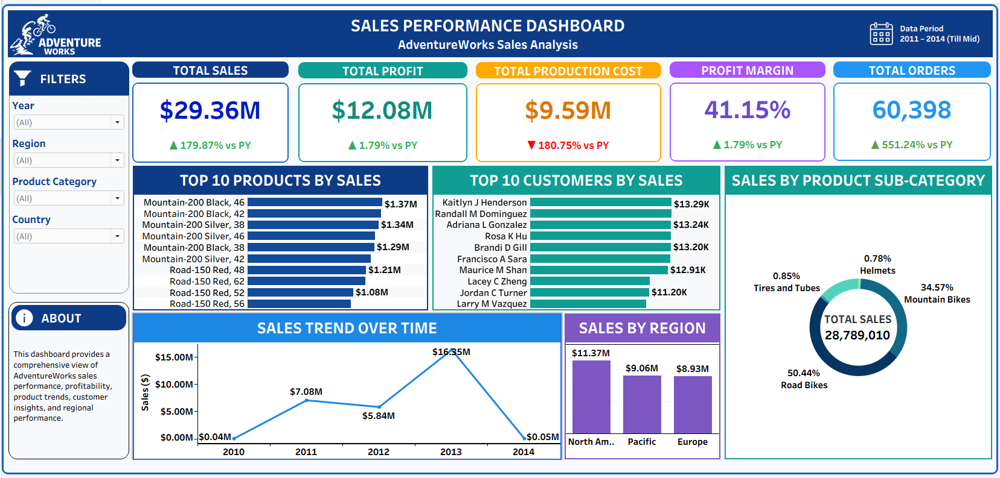 ADVENTURE
WORKS
SALES PERFORMANCE DASHBOARD
AdventureWorks Sales Analysis
Data Period
2011 – 2014 (Till Mid)
FILTERS
Year
(All)
Region
(All)
Product Category
(All)
Country
(All)
ABOUT
This dashboard provides a
comprehensive view of
AdventureWorks sales
performance, profitability,
product trends, customer
insights, and regional
performance.
TOTAL SALES
$29.36M
▲ 179.87% vs PY
TOTAL PROFIT
$12.08M
▲ 1.79% vs PY
TOTAL PRODUCTION COST
$9.59M
▼ 180.75% vs PY
PROFIT MARGIN
41.15%
▲ 1.79% vs PY
TOTAL ORDERS
60,398
▲ 551.24% vs PY
TOP 10 PRODUCTS BY SALES
Mountain-200 Black, 46 $1.37M
Mountain-200 Black, 42
Mountain-200 Silver, 38 $1.34M
Mountain-200 Silver, 46
Mountain-200 Black, 38 $1.29M
Mountain-200 Silver, 42
Road-150 Red, 48 $1.21M
Road-150 Red, 62
Road-150 Red, 52 $1.08M
Road-150 Red, 56
TOP 10 CUSTOMERS BY SALES
Kaitlyn J Henderson $13.29K
Randall M Dominguez
Adriana L Gonzalez $13.24K
Rosa K Hu
Brandi D Gill $13.20K
Francisco A Sara
Maurice M Shan $12.91K
Lacey C Zheng
Jordan C Turner $11.20K
Larry M Vazquez
SALES BY PRODUCT SUB-CATEGORY
0.78%
Helmets
0.85%
Tires and Tubes
34.57%
Mountain Bikes
TOTAL SALES
28,789,010
50.44%
Road Bikes
SALES TREND OVER TIME
Sales ($)
$15.00M
$10.00M
$5.00M
$0.00M
$0.04M
$7.08M
$5.84M
$16.35M
$0.05M
2010 2011 2012 2013 2014
SALES BY REGION
$11.37M
$9.06M
$8.93M
North Am.. Pacific Europe